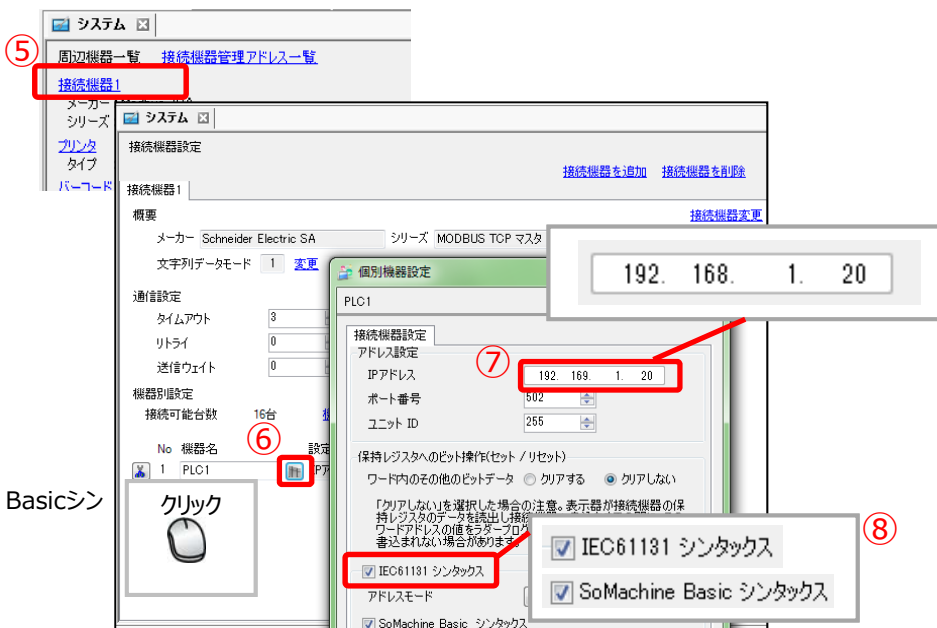 システム
⑤
周辺機器一覧 接続機器管理アドレス一覧
接続機器1
メーカー
シリーズ
プリンタ
タイプ
バーコード
システム
接続機器設定
接続機器を追加 接続機器を削除
接続機器1
概要
接続機器変更
メーカー Schneider Electric SA シリーズ MODBUS TCP マスタ
文字列データモード 1 変更
通信設定
タイムアウト 3
リトライ 0
送信ウェイト 0
機器別設定
接続可能台数 16台
⑥
No 機器名 設定
1 PLC1
Basicシン
クリック
個別機器設定
PLC1
192. 168. 1. 20
接続機器設定
アドレス設定
⑦
IPアドレス 192. 169. 1. 20
ポート番号 502
ユニット ID 255
保持レジスタへのビット操作(セット / リセット)
ワード内のその他のビットデータ クリアする クリアしない
「クリアしない」を選択した場合の注意。表示器が接続機器の保
持レジスタのデータを読出し接続
ワードアドレスの値をラダープログ
書込まれない場合があります。
⑧
IEC61131 シンタックス
SoMachine Basic シンタックス
IEC61131 シンタックス
アドレスモード
SoMachine Basic シンタックス